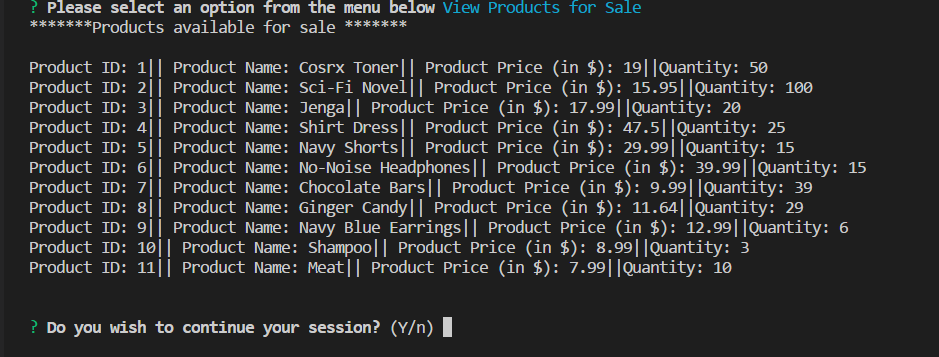 ? Please select an option from the menu below View Products for Sale
*******Products available for sale *******
Product ID: 1|| Product Name: Cosrx Toner|| Product Price (in $): 19||Quantity: 50
Product ID: 2|| Product Name: Sci-Fi Novel|| Product Price (in $): 15.95||Quantity: 100
Product ID: 3|| Product Name: Jenga|| Product Price (in $): 17.99||Quantity: 20
Product ID: 4|| Product Name: Shirt Dress|| Product Price (in $): 47.5||Quantity: 25
Product ID: 5|| Product Name: Navy Shorts|| Product Price (in $): 29.99||Quantity: 15
Product ID: 6|| Product Name: No-Noise Headphones|| Product Price (in $): 39.99||Quantity: 15
Product ID: 7|| Product Name: Chocolate Bars|| Product Price (in $): 9.99||Quantity: 39
Product ID: 8|| Product Name: Ginger Candy|| Product Price (in $): 11.64||Quantity: 29
Product ID: 9|| Product Name: Navy Blue Earrings|| Product Price (in $): 12.99||Quantity: 6
Product ID: 10|| Product Name: Shampoo|| Product Price (in $): 8.99||Quantity: 3
Product ID: 11|| Product Name: Meat|| Product Price (in $): 7.99||Quantity: 10
? Do you wish to continue your session? (Y/n)